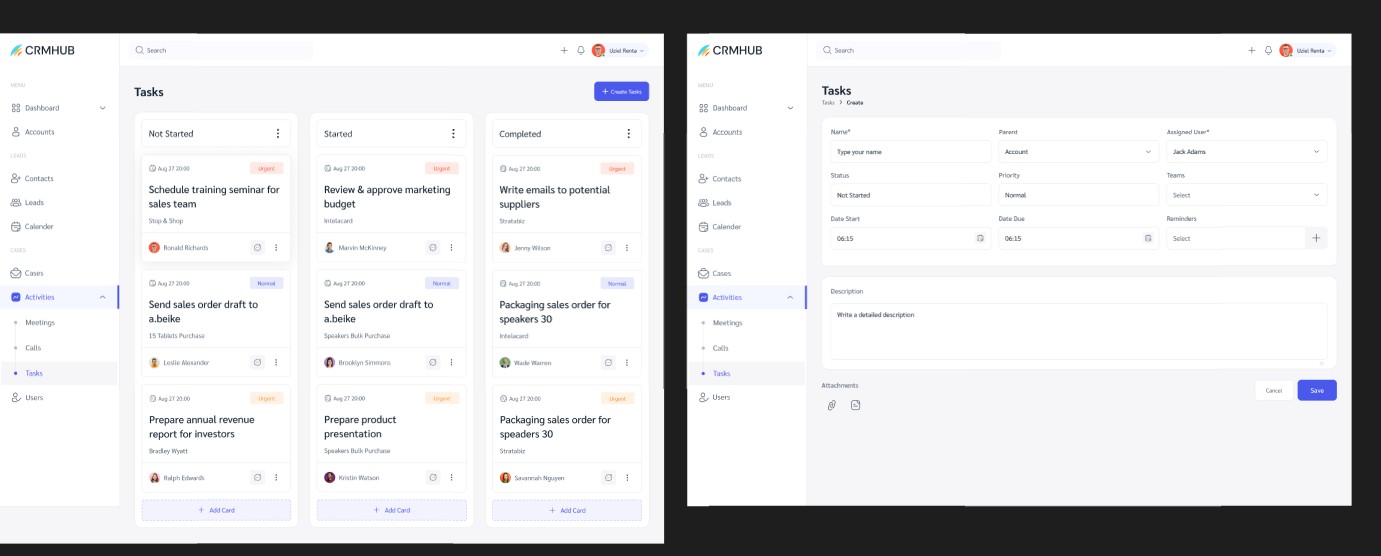 CRMHUB
Search
Uziel Renta
MENU
Dashboard
Accounts
LEADS
Contacts
Leads
Calender
CASES
Cases
Activities
Meetings
Calls
Tasks
Users
Tasks
+ Create Tasks
Not Started
Aug 27 20:00 Urgent
Schedule training seminar for
sales team
Stop & Shop
Ronald Richards
Aug 27 20:00 Normal
Send sales order draft to
a.beike
15 Tablets Purchase
Leslie Alexander
Aug 27 20:00 Urgent
Prepare annual revenue
report for investors
Bradley Wyatt
Ralph Edwards
+ Add Card
Started
Aug 27 20:00 Urgent
Review & approve marketing
budget
Intelacard
Marvin McKinney
Aug 27 20:00 Normal
Send sales order draft to
a.beike
Speakers Bulk Purchase
Brooklyn Simmons
Aug 27 20:00 Urgent
Prepare product
presentation
Speakers Bulk Purchase
Kristin Watson
+ Add Card
Completed
Aug 27 20:00 Urgent
Write emails to potential
suppliers
Stratabiz
Jenny Wilson
Aug 27 20:00 Normal
Packaging sales order for
speakers 30
Intelacard
Wade Warren
Aug 27 20:00 Urgent
Packaging sales order for
speaders 30
Stratabiz
Savannah Nguyen
+ Add Card
CRMHUB
Search
Uziel Renta
MENU
Dashboard
Accounts
LEADS
Contacts
Leads
Calender
CASES
Cases
Activities
Meetings
Calls
Tasks
Users
Tasks
Tasks > Create
Name* Parent Assigned User*
Type your name Account Jack Adams
Status Priority Teams
Not Started Normal Select
Date Start Date Due Reminders
06:15 06:15 Select
Description
Write a detailed description
Attachments
Cancel Save